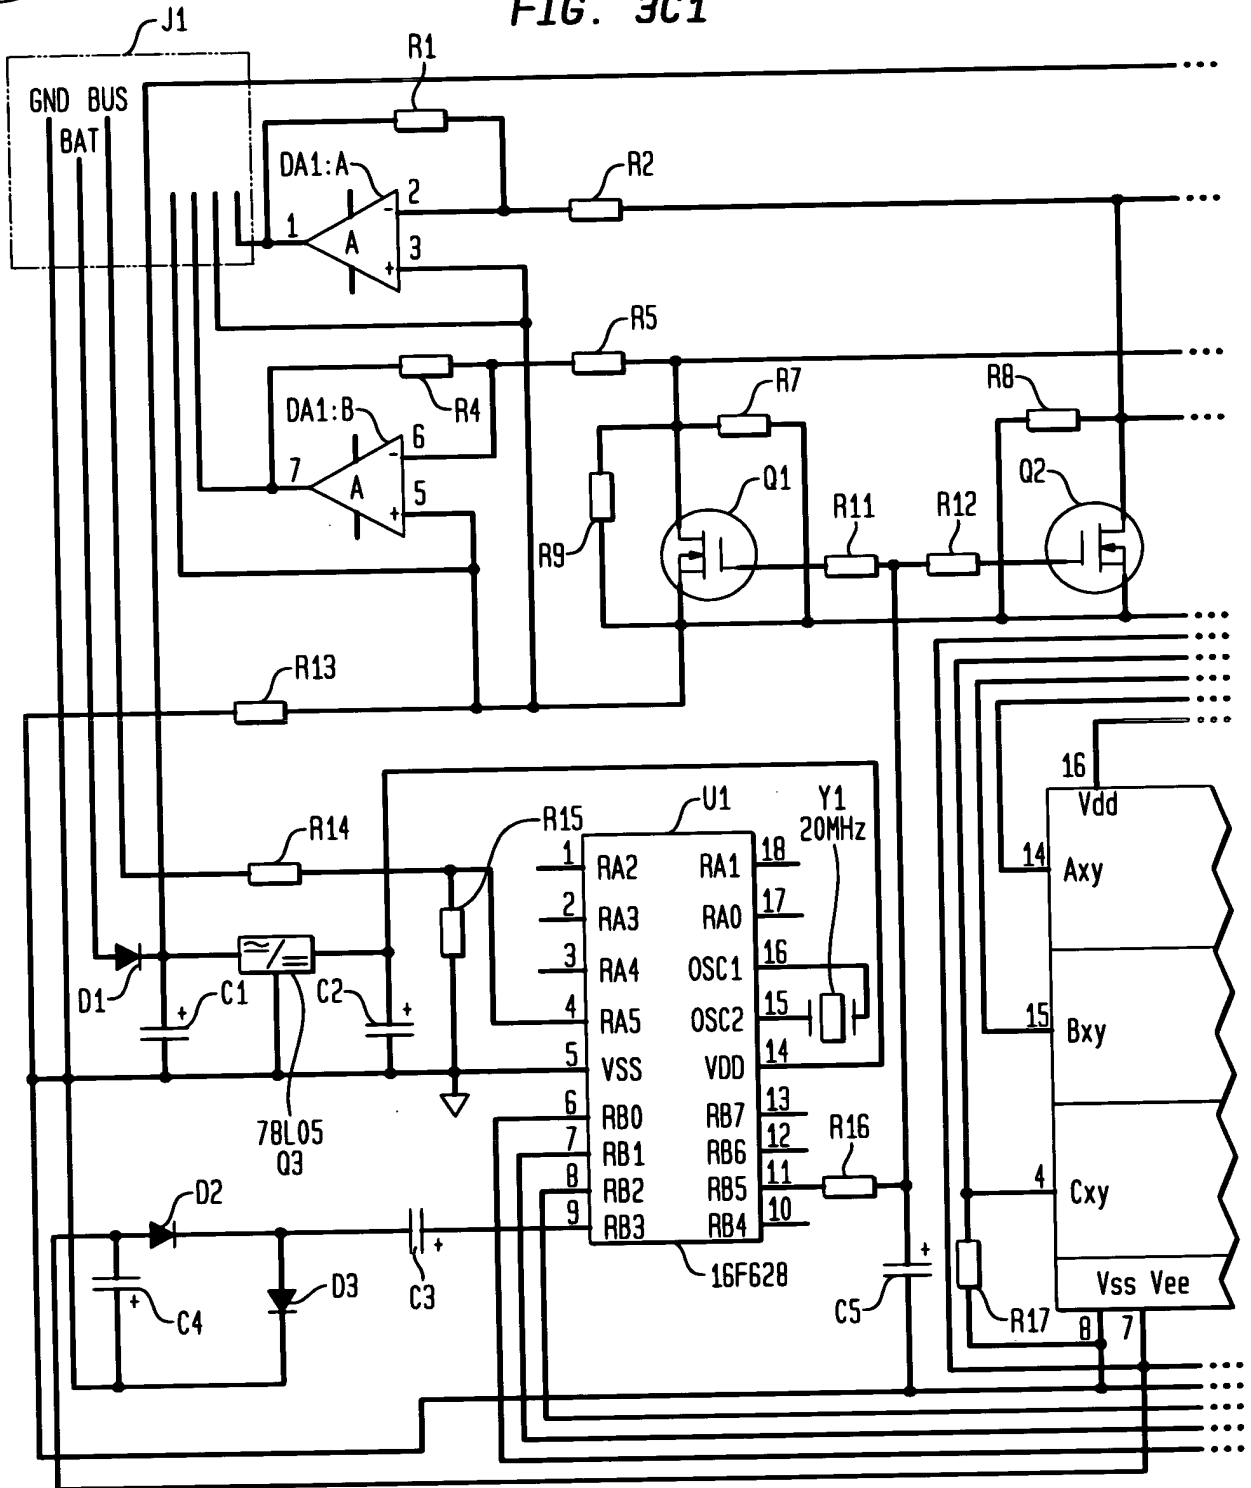 FIG. 3C1
J1
R1
GND BUS
BAT
DA1:A
2
R2
1
A
-
3
+
R5
R4
R7
R8
DA1:B
6
-
7
A
5
+
Q1
R11
R12
Q2
R9
R13
16
Vdd
U1
Y1
20MHz
R14
R15
1
RA2
RA1
18
14
Axy
2
RA3
RA0
17
3
RA4
OSC1
16
D1
C1
+
C2
+
4
RA5
OSC2
15
15
Bxy
5
VSS
VDD
14
6
RB0
RB7
13
78L05
Q3
7
RB1
RB6
12
R16
8
RB2
RB5
11
4
Cxy
D2
9
RB3
RB4
10
+
C3
D3
16F628
+
C4
+
C5
R17
Vss Vee
8
7